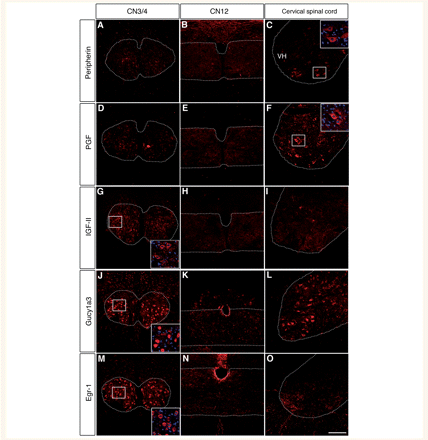 CN3/4 CN12 Cervical spinal cord
Peripherin
A B C
VH
PGF
D E F
IGF-II
G H I
Gucy1a3
J K L
Egr-1
M N O